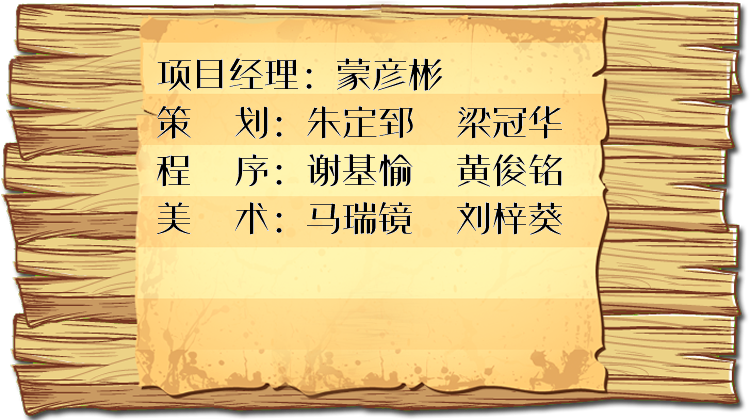 项目经理：蒙彦彬
策　划：朱定郅　梁冠华
程　序：谢基愉　黄俊铭
美　术：马瑞镜　刘梓葵